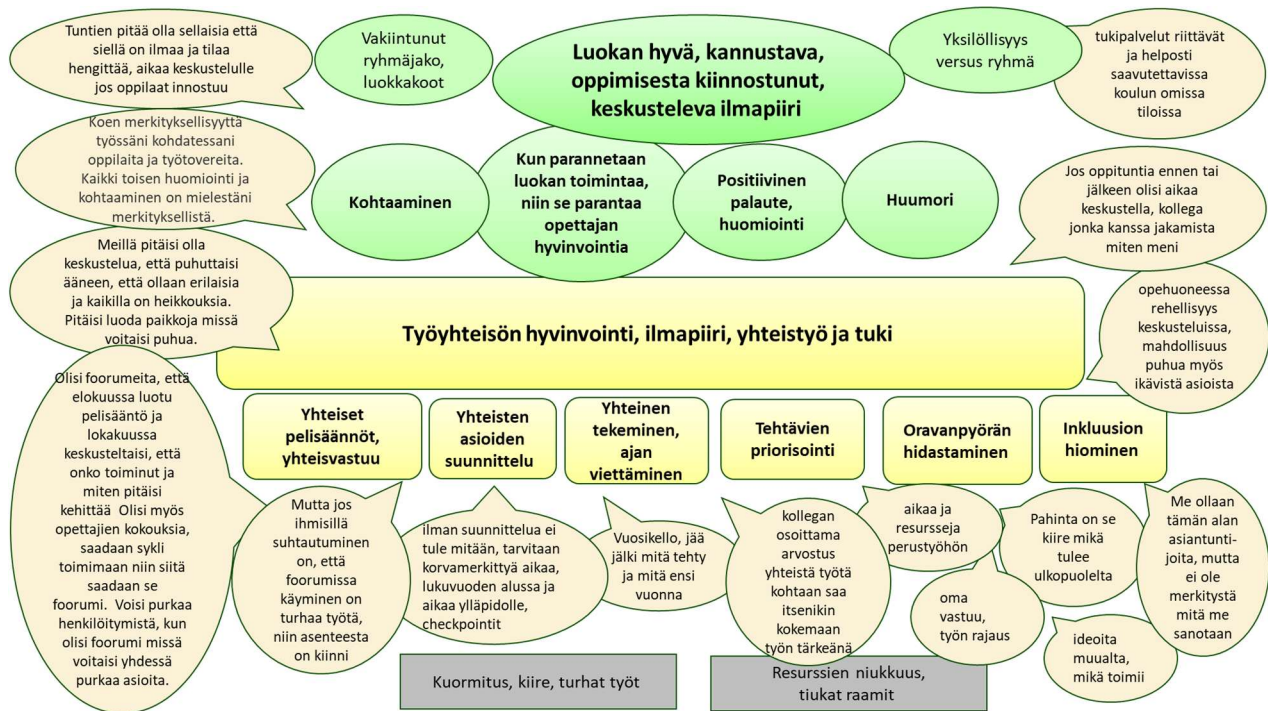 Tuntien pitää olla sellaisia että
siellä on ilmaa ja tilaa
hengittää, aikaa keskustelulle
jos oppilaat innostuu
Vakiintunut
ryhmäjako,
luokkakoot
Luokan hyvä, kannustava,
oppimisesta kiinnostunut,
keskusteleva ilmapiiri
Yksilöllisyys
versus ryhmä
tukipalvelut riittävät
ja helposti
saavutettavissa
koulun omissa
tiloissa
Koen merkityksellisyyttä
työssäni kohdatessani
oppilaita ja työtovereita.
Kaikki toisen huomiointi ja
kohtaaminen on mielestäni
merkityksellistä.
Kohtaaminen
Kun parannetaan
luokan toimintaa,
niin se parantaa
opettajan
hyvinvointia
Positiivinen
palaute,
huomiointi
Huumori
Jos oppituntia ennen tai
jälkeen olisi aikaa
keskustella, kollega
jonka kanssa jakamista
miten meni
Meillä pitäisi olla
keskustelua, että puhuttaisi
ääneen, että ollaan erilaisia
ja kaikilla on heikkouksia.
Pitäisi luoda paikkoja missä
voitaisi puhua.
Työyhteisön hyvinvointi, ilmapiiri, yhteistyö ja tuki
opehuoneessa
rehellisyys
keskusteluissa,
mahdollisuus
puhua myös
ikävistä asioista
Olisi foorumeita, että
elokuussa luotu
pelisääntö ja
lokakuussa
keskusteltaisi, että
onko toiminut ja
miten pitäisi
kehittää Olisi myös
opettajien kokouksia,
saadaan sykli
toimimaan niin siitä
saadaan se
foorumi. Voisi purkaa
henkilöitymistä, kun
olisi foorumi missä
voitaisi yhdessä
purkaa asioita.
Yhteiset
pelisäännöt,
yhteisvastuu
Yhteisten
asioiden
suunnittelu
Yhteinen
tekeminen,
ajan
viettäminen
Tehtävien
priorisointi
Oravanpyörän
hidastaminen
Inkluusion
hiominen
Mutta jos
ihmisillä
suhtautuminen
on, että
foorumissa
käyminen on
turhaa työtä,
niin asenteesta
on kiinni
ilman suunnittelua ei
tule mitään, tarvitaan
korvamerkittyä aikaa,
lukuvuoden alussa ja
aikaa ylläpidolle,
checkpointit
Vuosikello, jää
jälki mitä tehty
ja mitä ensi
vuonna
kollegan
osoittama
arvostus
yhteistä työtä
kohtaan saa
itsenikin
kokemaan
työn tärkeänä
aikaa ja
resursseja
perustyöhön
oma
vastuu,
työn rajaus
Pahinta on se
kiire mikä
tulee
ulkopuolelta
ideoita
muualta,
mikä toimii
Me ollaan
tämän alan
asiantunti-
joita, mutta
ei ole
merkitystä
mitä me
sanotaan
Kuormitus, kiire, turhat työt
Resurssien niukkuus,
tiukat raamit